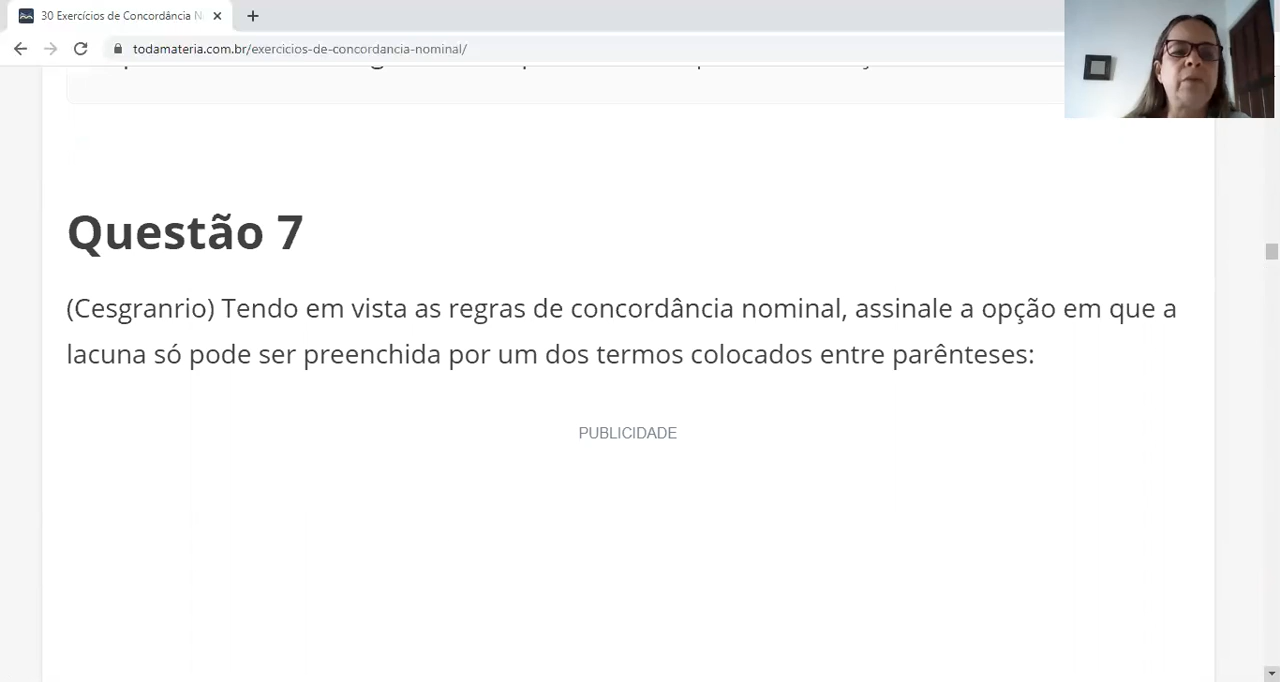 30 Exercícios de Concordância N
todamateria.com.br/exercicios-de-concordancia-nominal/
Questão 7
(Cesgranrio) Tendo em vista as regras de concordância nominal, assinale a opção em que a
lacuna só pode ser preenchida por um dos termos colocados entre parênteses:
PUBLICIDADE